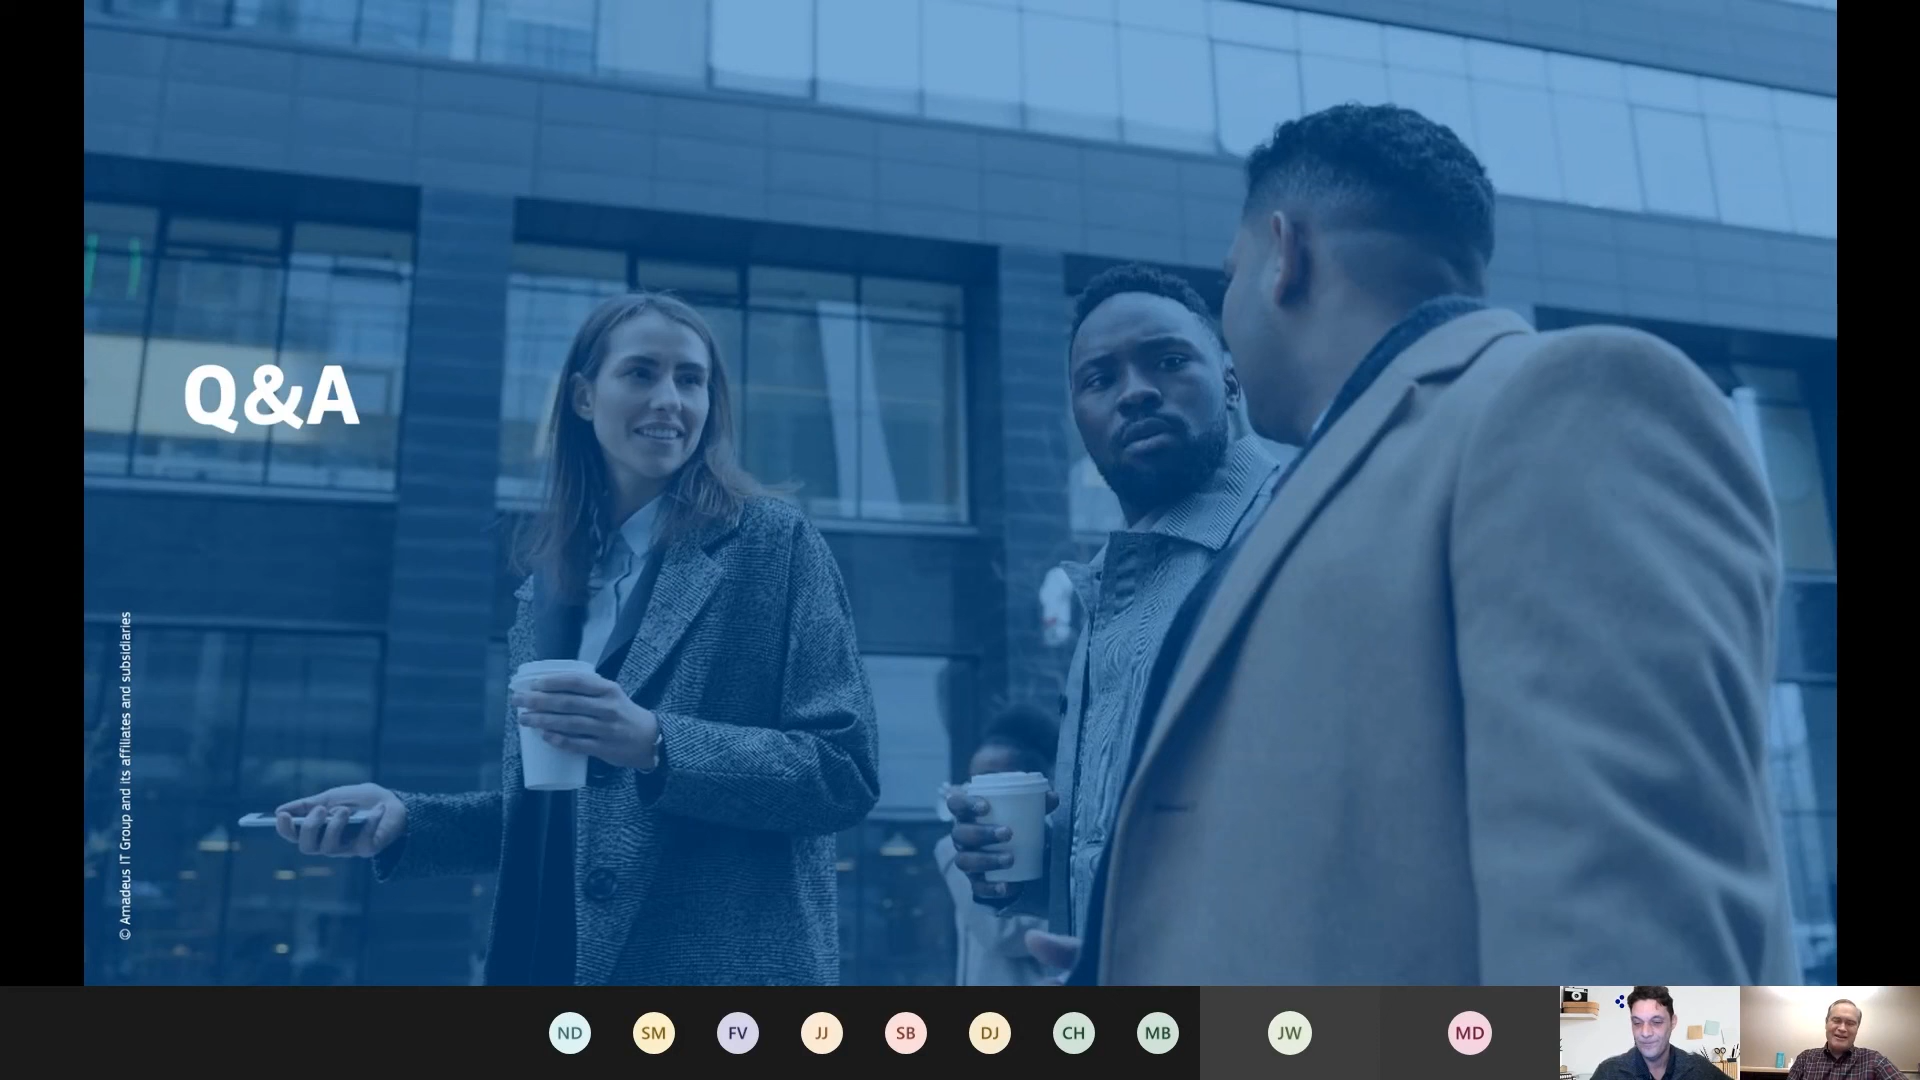 Q&A
© Amadeus IT Group and its affiliates and subsidiaries
ND
SM
FV
JJ
SB
DJ
CH
MB
JW
MD